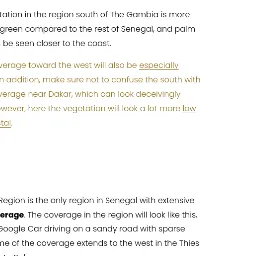 tation in the region south of The Gambia is more
green compared to the rest of Senegal, and palm
be seen closer to the coast.
verage toward the west will also be especially
n addition, make sure not to confuse the south with
verage near Dakar, which can look deceivingly
wever, here the vegetation will look a lot more low
tal.
Region is the only region in Senegal with extensive
erage. The coverage in the region will look like this,
Google Car driving on a sandy road with sparse
me of the coverage extends to the west in the Thies